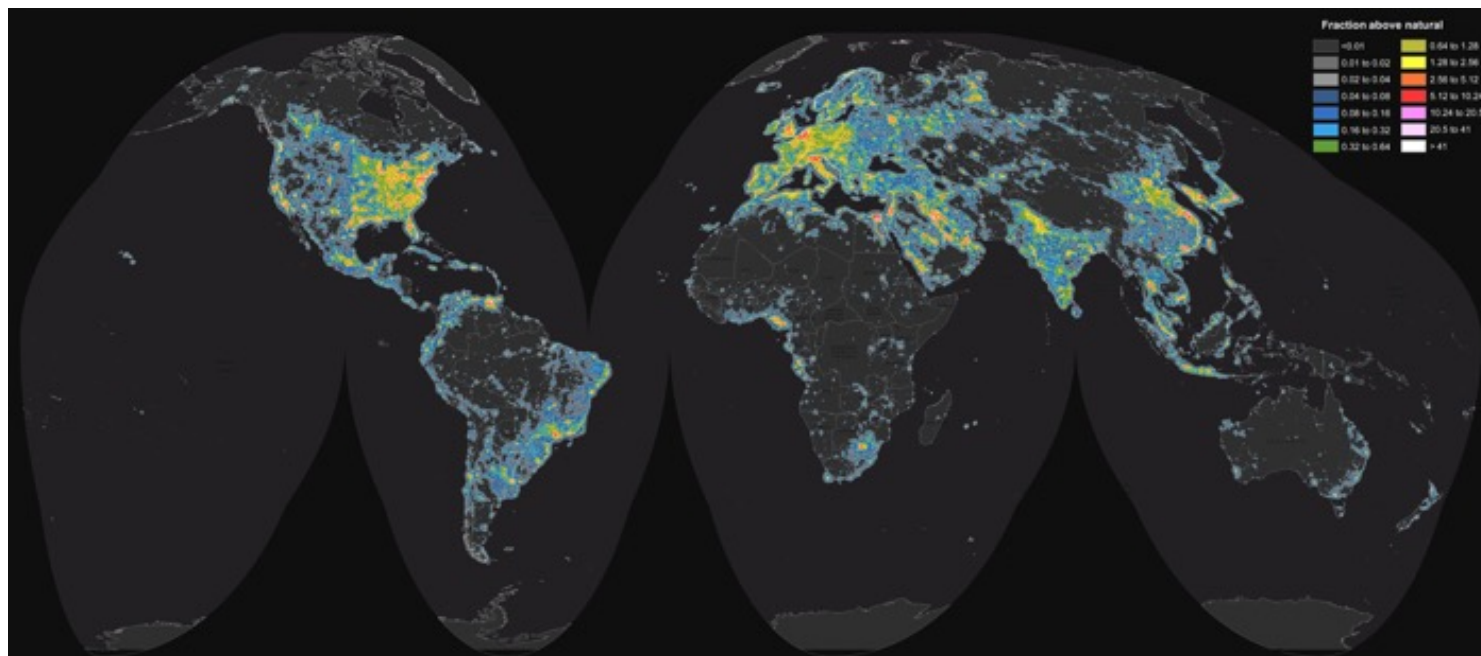 Fraction above natural
<0.01
0.01 to 0.02
0.02 to 0.04
0.04 to 0.08
0.08 to 0.16
0.16 to 0.32
0.32 to 0.64
0.64 to 1.28
1.28 to 2.56
2.56 to 5.12
5.12 to 10.24
10.24 to 20.5
20.5 to 41
> 41